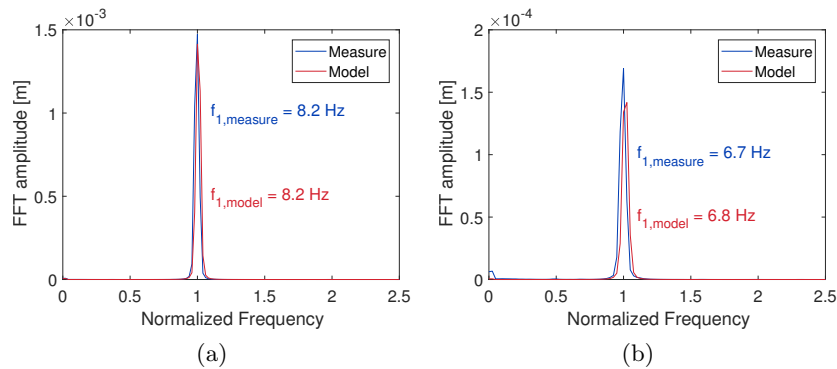 ×10-3
1.5
1
0.5
0
FFT amplitude [m]
Measure
Model
f1,measure = 8.2 Hz
f1,model = 8.2 Hz
0 0.5 1 1.5 2 2.5
Normalized Frequency
(a)
×10-4
2
1.5
1
0.5
0
FFT amplitude [m]
Measure
Model
f1,measure = 6.7 Hz
f1,model = 6.8 Hz
0 0.5 1 1.5 2 2.5
Normalized Frequency
(b)